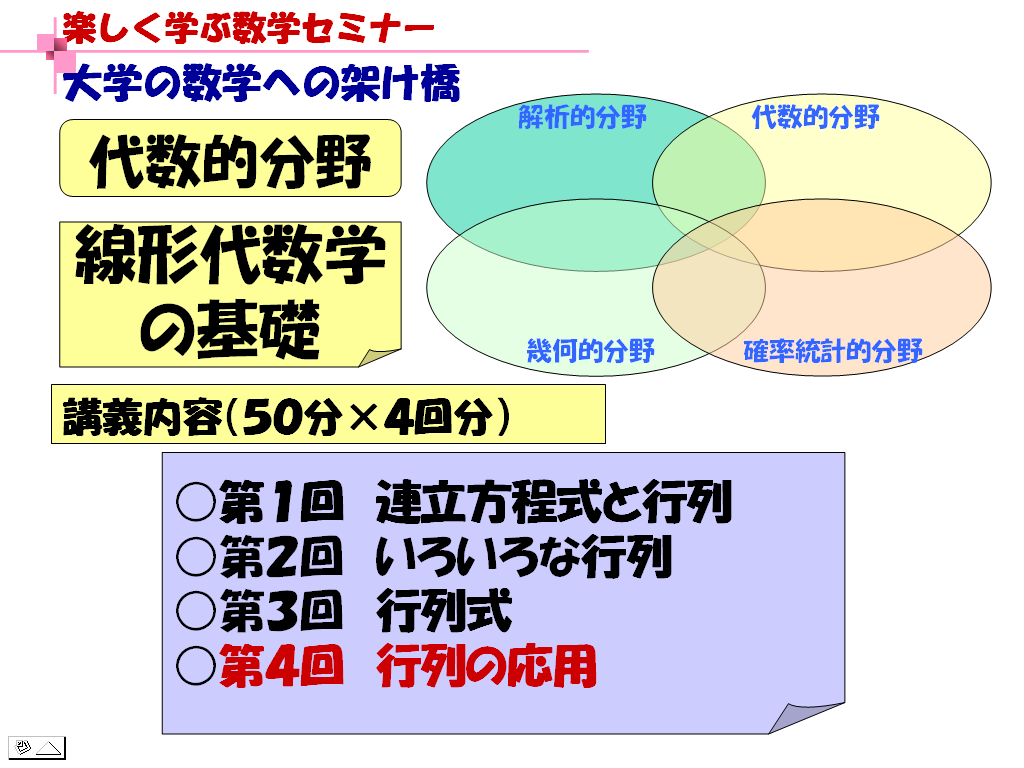 楽しく学ぶ数学セミナー
大学の数学への架け橋
代数的分野
線形代数学
の基礎
解析的分野
代数的分野
幾何的分野
確率統計的分野
講義内容(50分×4回分)
○第1回 連立方程式と行列
○第2回 いろいろな行列
○第3回 行列式
○第4回 行列の応用